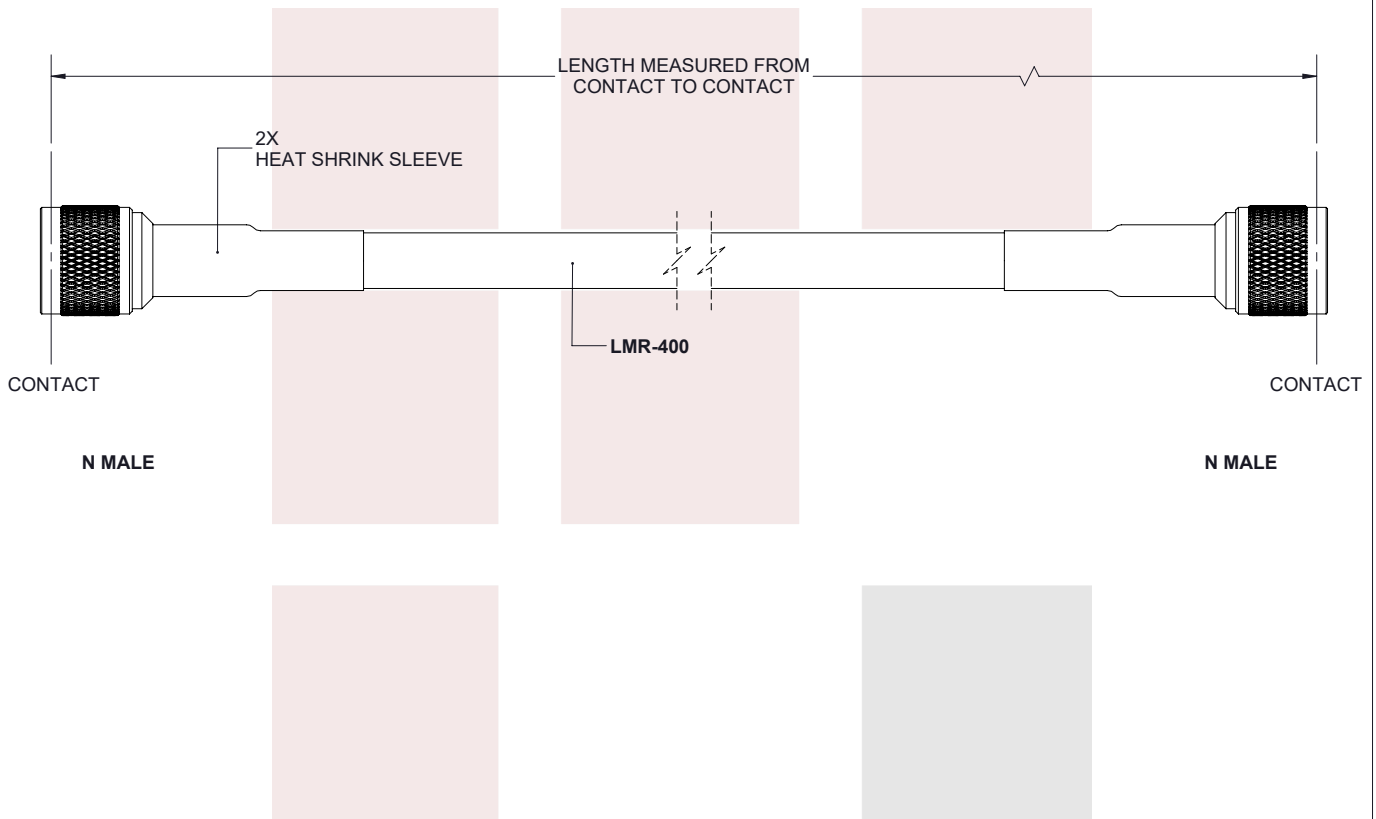 LENGTH MEASURED FROM
CONTACT TO CONTACT
2X
HEAT SHRINK SLEEVE
LMR-400
CONTACT
CONTACT
N MALE
N MALE